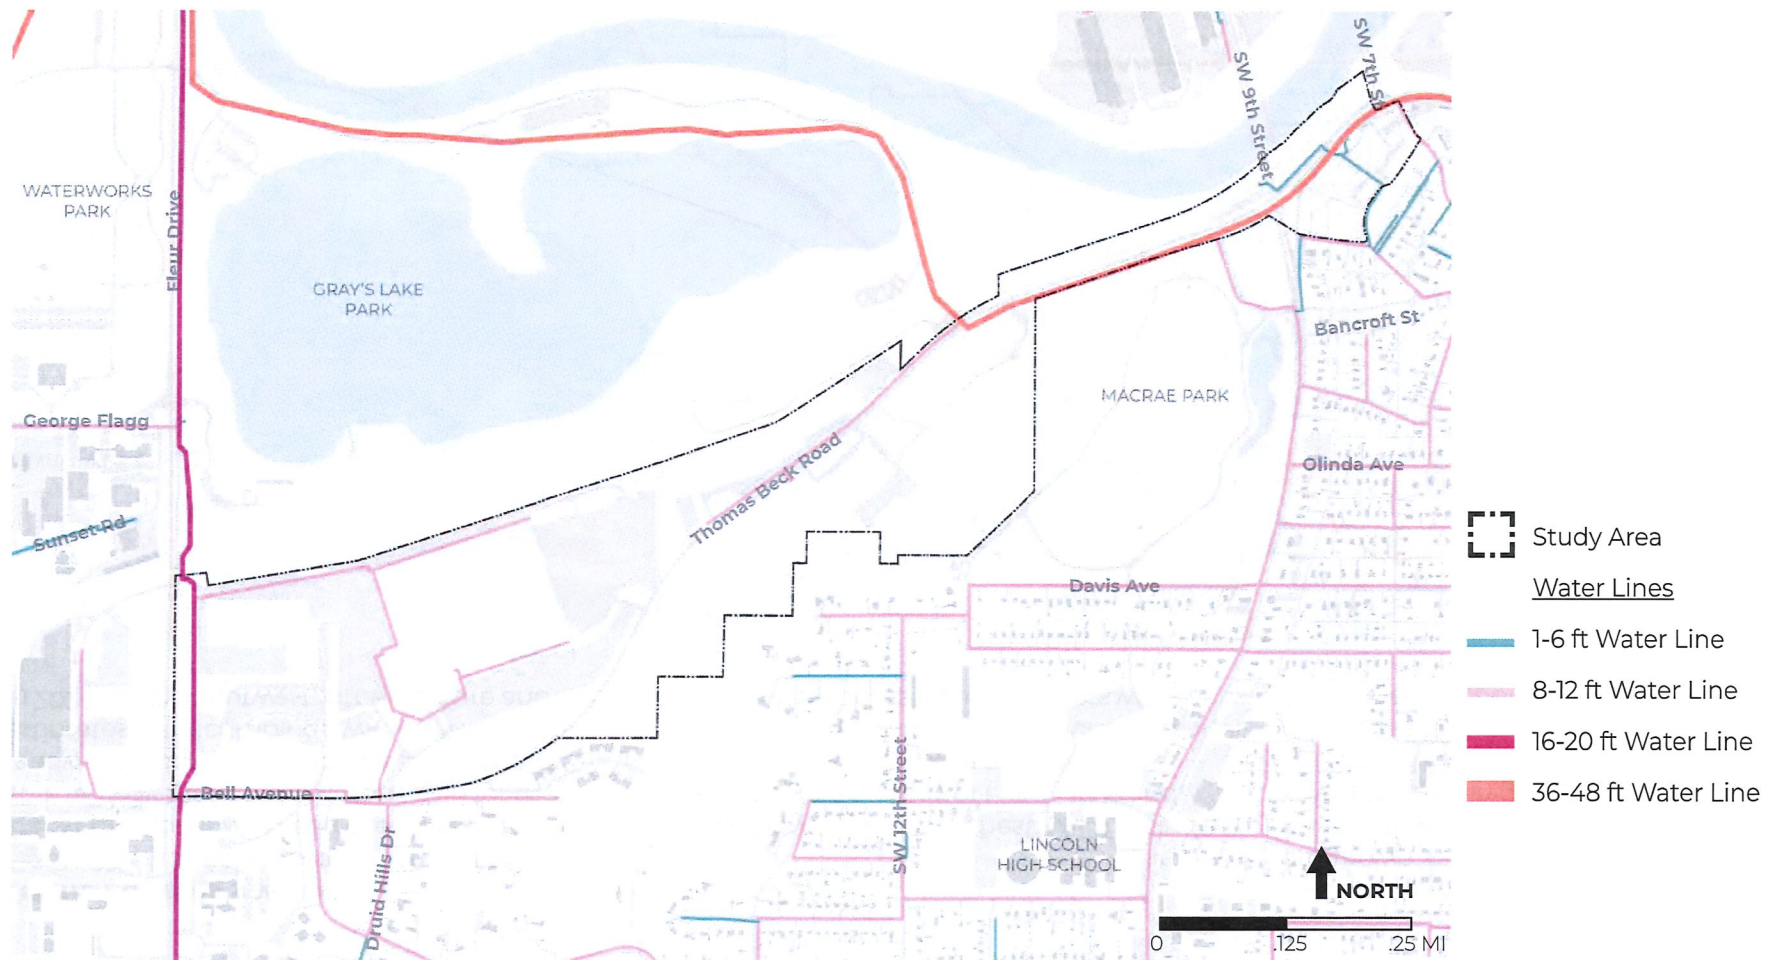 SW 7th St
SW 9th Street
WATERWORKS
PARK
Fleur Drive
GRAY'S LAKE
PARK
Bancroft St
MACRAE PARK
George Flagg
Thomas Beck Road
Olinda Ave
Sunset Rd
Davis Ave
Bell Avenue
SW 12th Street
Druid Hills Dr
LINCOLN
HIGH SCHOOL
NORTH
0 .125 .25 MI
Study Area
Water Lines
1-6 ft Water Line
8-12 ft Water Line
16-20 ft Water Line
36-48 ft Water Line